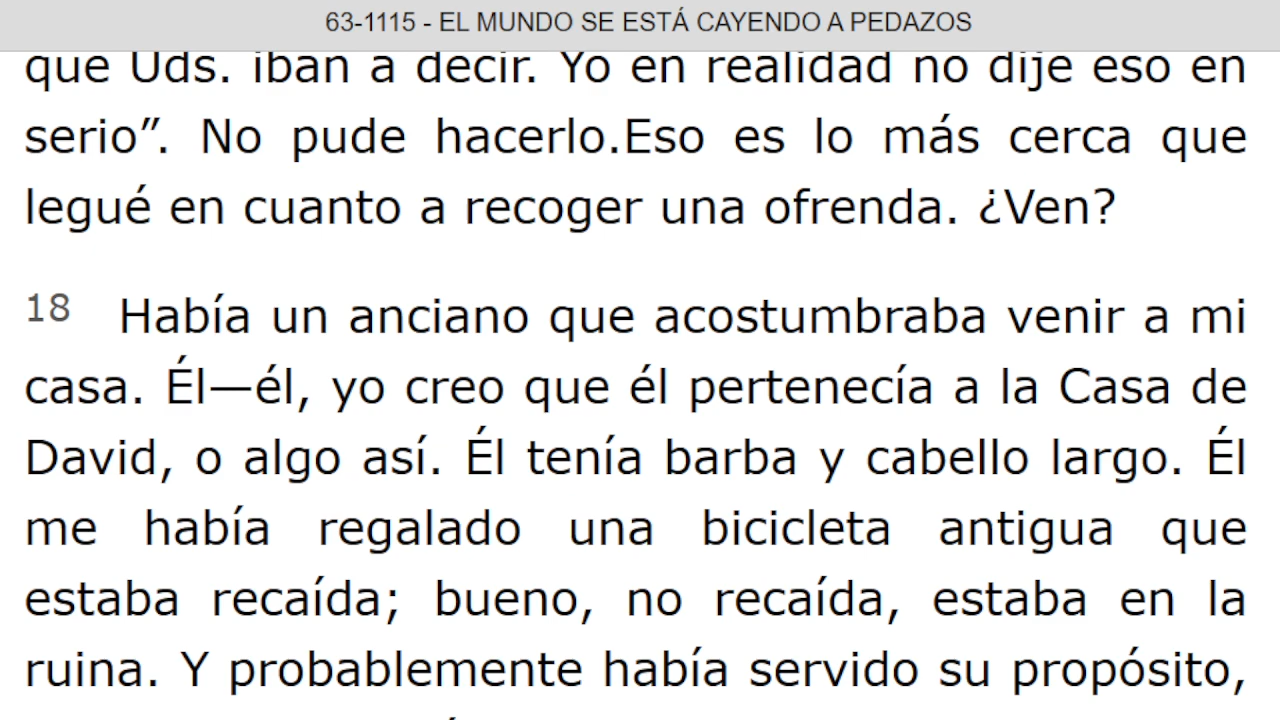 63-1115 - EL MUNDO SE ESTÁ CAYENDO A PEDAZOS
que Uds. iban a decir. Yo en realidad no dije eso en
serio”. No pude hacerlo.Eso es lo más cerca que
legué en cuanto a recoger una ofrenda. ¿Ven?
18 Había un anciano que acostumbraba venir a mi
casa. Él—él, yo creo que él pertenecía a la Casa de
David, o algo así. Él tenía barba y cabello largo. Él
me había regalado una bicicleta antigua que
estaba recaída; bueno, no recaída, estaba en la
ruina. Y probablemente había servido su propósito,